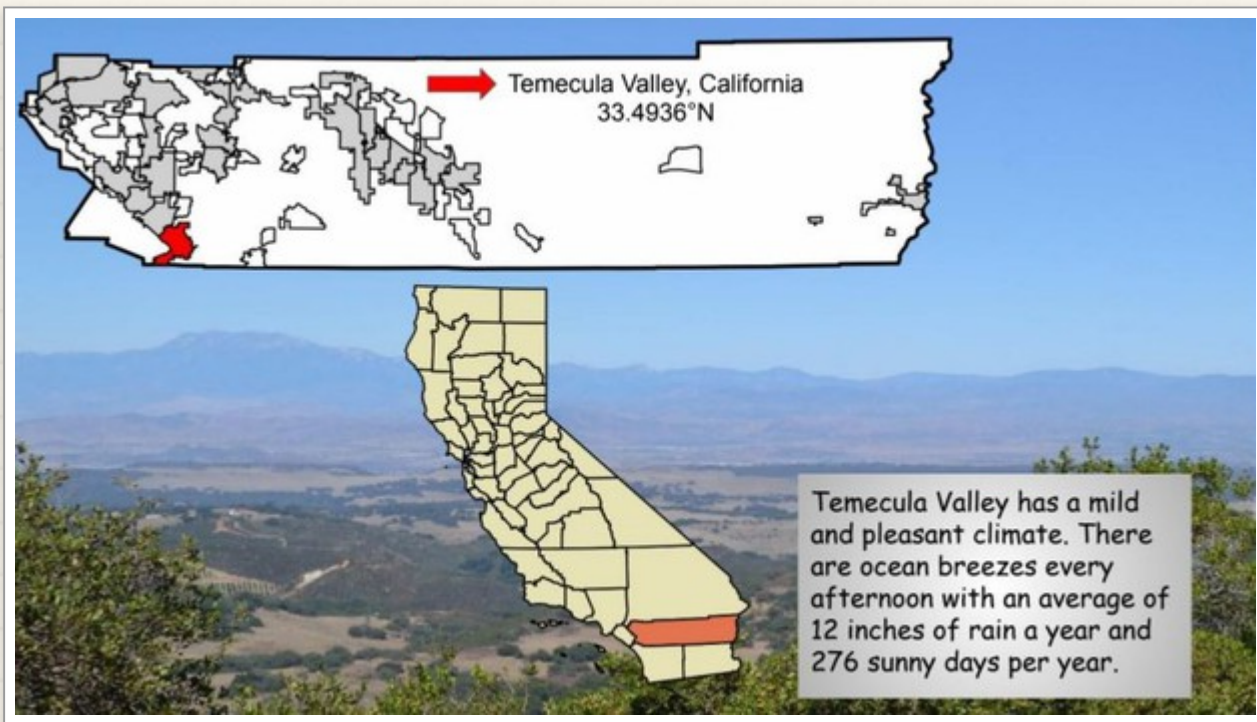 Temecula Valley, California
33.4936°N
Temecula Valley has a mild
and pleasant climate. There
are ocean breezes every
afternoon with an average of
12 inches of rain a year and
276 sunny days per year.